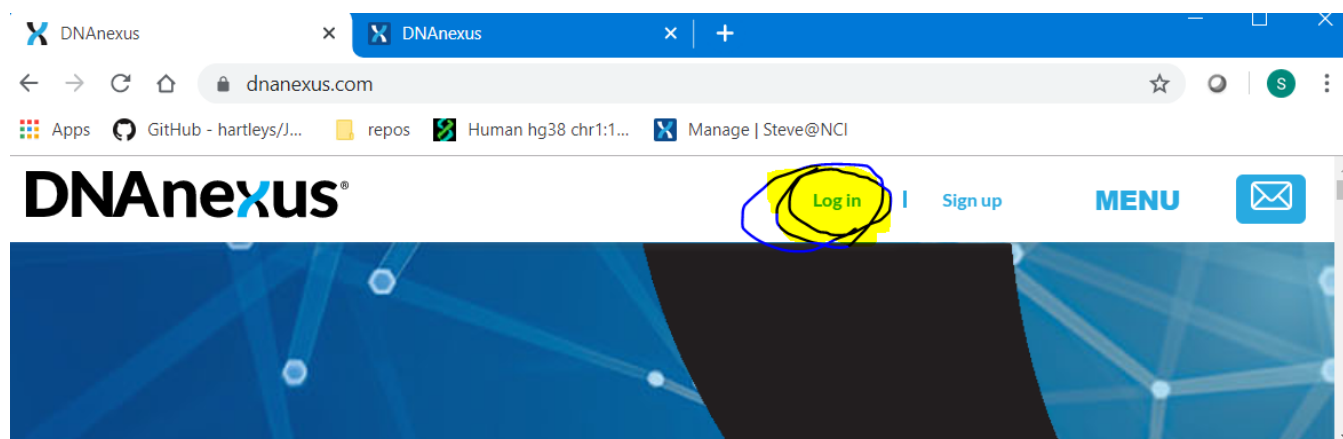 DNAnexus DNAnexus
dnanexus.com S
Apps GitHub - hartleys/J... repos Human hg38 chr1:1... Manage | Steve@NCI
DNAnexus® Log in | Sign up MENU